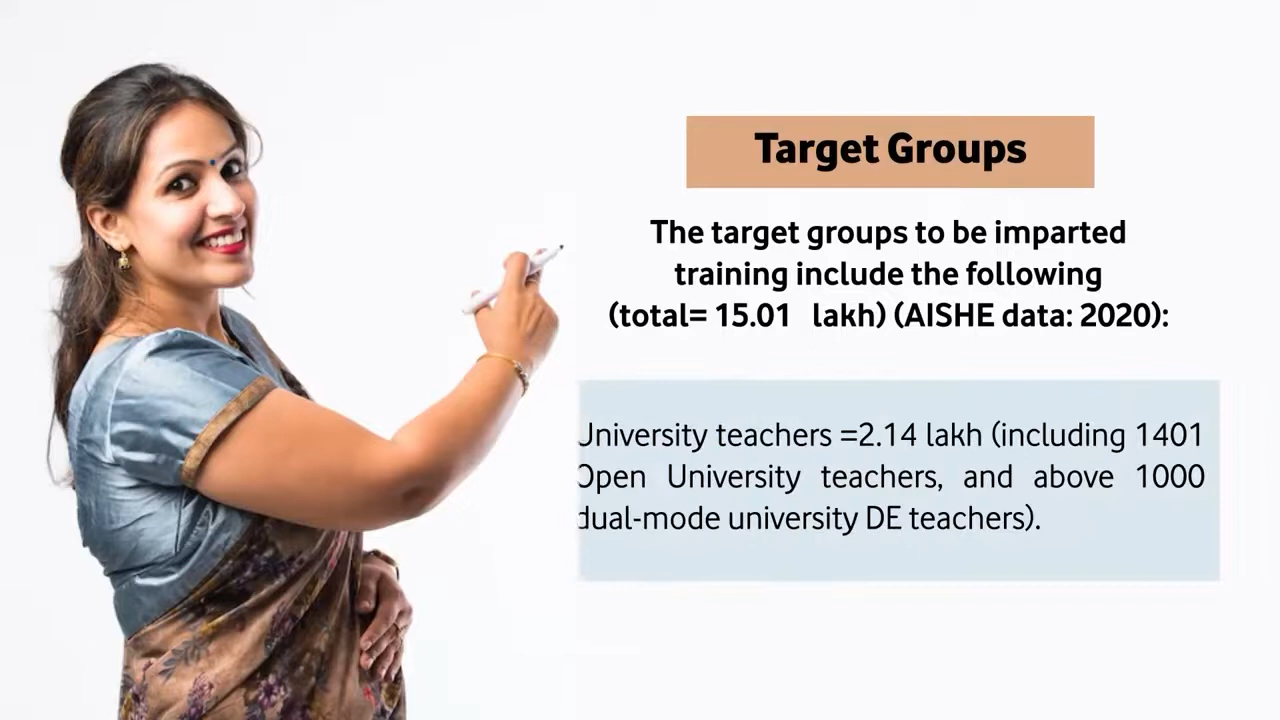 Target Groups
The target groups to be imparted
training include the following
(total= 15.01 lakh) (AISHE data: 2020):
University teachers =2.14 lakh (including 1401
Open University teachers, and above 1000
dual-mode university DE teachers).